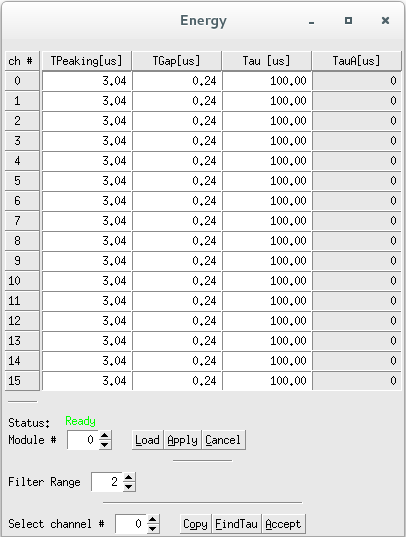 Energy
ch # TPeaking[us] TGap[us] Tau [us] TauA[us]
0 3.04 0.24 100.00 0
1 3.04 0.24 100.00 0
2 3.04 0.24 100.00 0
3 3.04 0.24 100.00 0
4 3.04 0.24 100.00 0
5 3.04 0.24 100.00 0
6 3.04 0.24 100.00 0
7 3.04 0.24 100.00 0
8 3.04 0.24 100.00 0
9 3.04 0.24 100.00 0
10 3.04 0.24 100.00 0
11 3.04 0.24 100.00 0
12 3.04 0.24 100.00 0
13 3.04 0.24 100.00 0
14 3.04 0.24 100.00 0
15 3.04 0.24 100.00 0
Status: Ready
Module # 0 Load Apply Cancel
Filter Range 2
Select channel # 0 Copy FindTau Accept